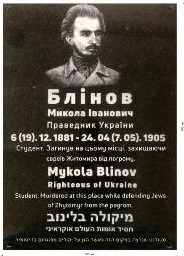 Блінов
Микола Іванович
Праведник України
6 (19). 12. 1881 - 24. 04 (7. 05). 1905
Студент. Загинув на цьому місці, захищаючи
євреїв Житомира від погрому.
Mykola Blinov
Righteous of Ukraine
Student. Murdered at this place while defending Jews
of Zhytomyr from the pogrom.
מיקולה בלינוב
חסיד אומות העולם אוקראיני